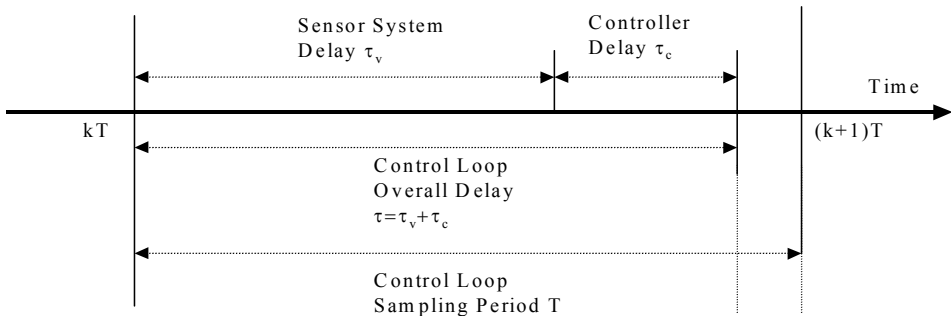 Sensor System
Delay τv
Controller
Delay τc
Time
kT
(k+1)T
Control Loop
Overall Delay
τ=τv+τc
Control Loop
Sampling Period T